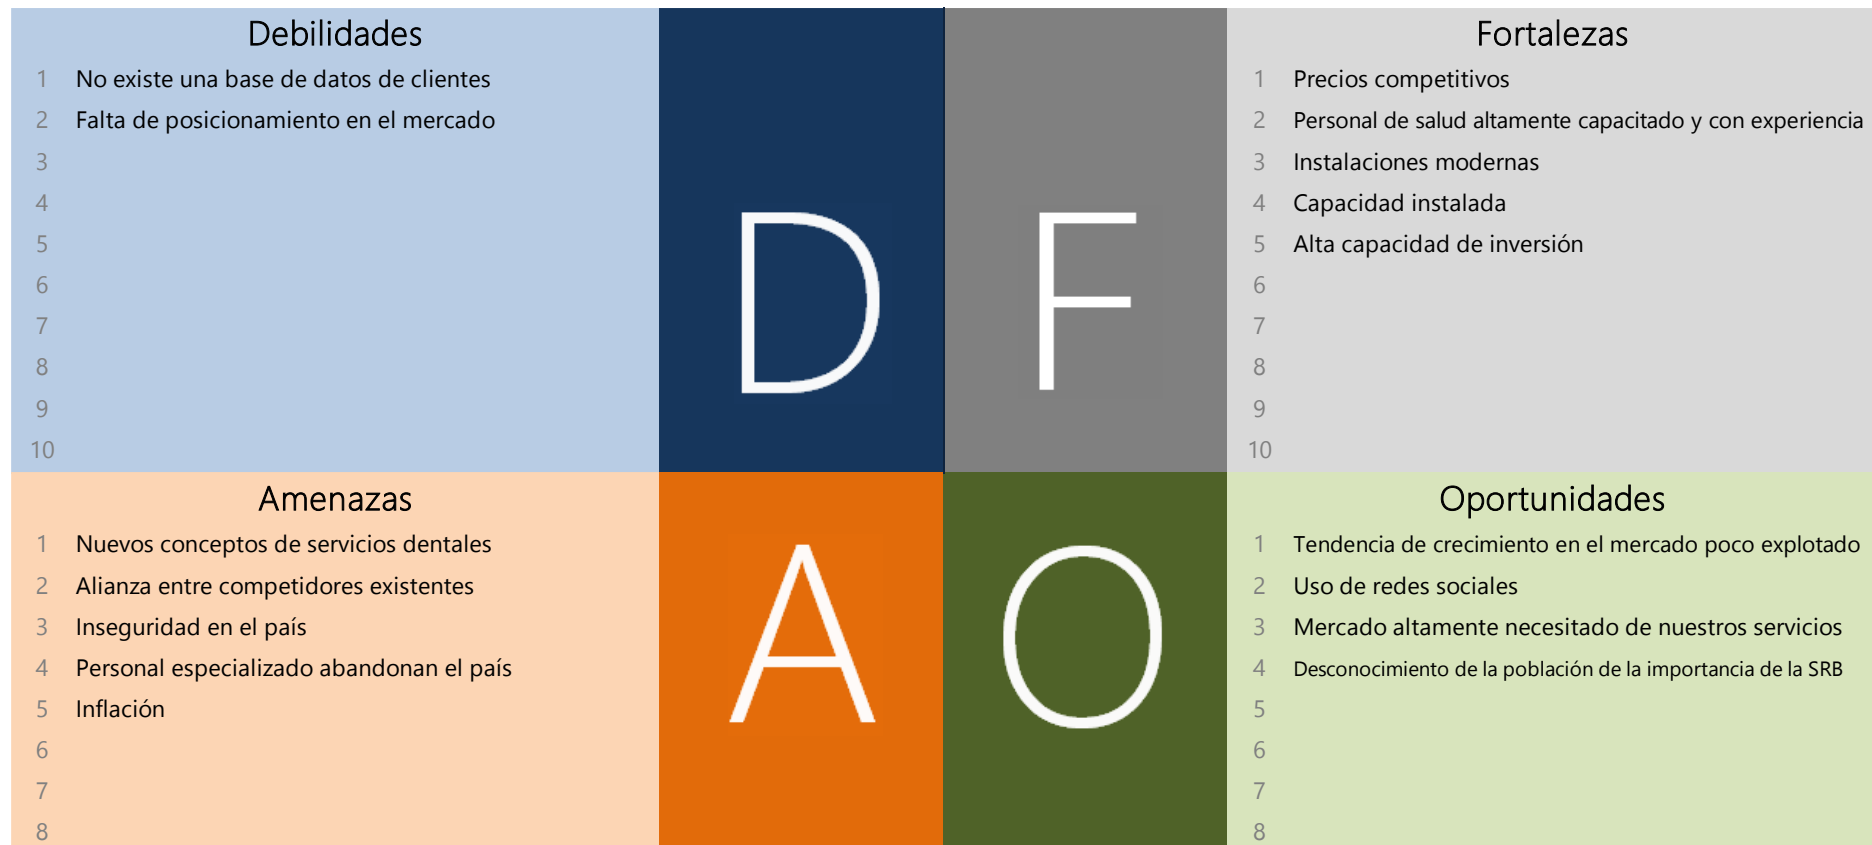 Debilidades
1 No existe una base de datos de clientes
2 Falta de posicionamiento en el mercado
3
4
5
6
7
8
9
10
D
F
Fortalezas
1 Precios competitivos
2 Personal de salud altamente capacitado y con experiencia
3 Instalaciones modernas
4 Capacidad instalada
5 Alta capacidad de inversión
6
7
8
9
10
Amenazas
1 Nuevos conceptos de servicios dentales
2 Alianza entre competidores existentes
3 Inseguridad en el país
4 Personal especializado abandonan el país
5 Inflación
6
7
8
A
O
Oportunidades
1 Tendencia de crecimiento en el mercado poco explotado
2 Uso de redes sociales
3 Mercado altamente necesitado de nuestros servicios
4 Desconocimiento de la población de la importancia de la SRB
5
6
7
8